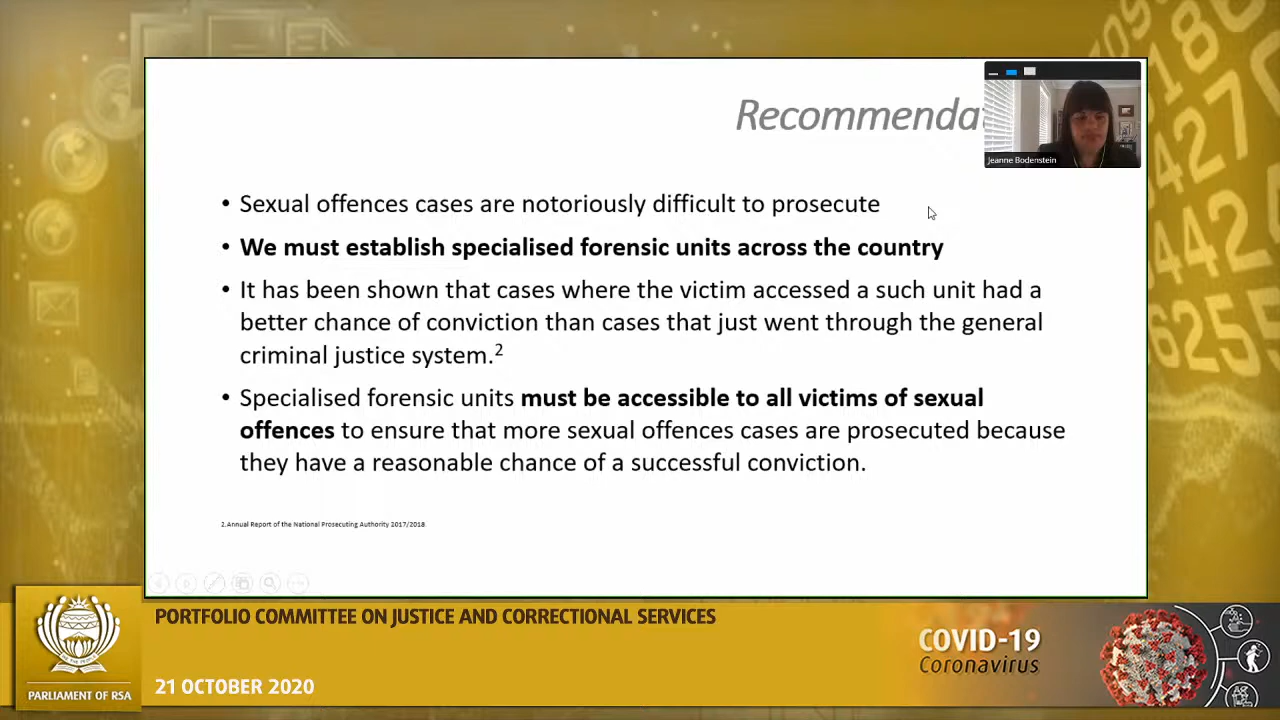 Recommenda
Jeanne Bodenstein
• Sexual offences cases are notoriously difficult to prosecute
• We must establish specialised forensic units across the country
• It has been shown that cases where the victim accessed a such unit had a
better chance of conviction than cases that just went through the general
criminal justice system.2
• Specialised forensic units must be accessible to all victims of sexual
offences to ensure that more sexual offences cases are prosecuted because
they have a reasonable chance of a successful conviction.
2.Annual Report of the National Prosecuting Authority 2017/2018.
PORTFOLIO COMMITTEE ON JUSTICE AND CORRECTIONAL SERVICES
COVID-19
Coronavirus
PARLIAMENT OF RSA
21 OCTOBER 2020